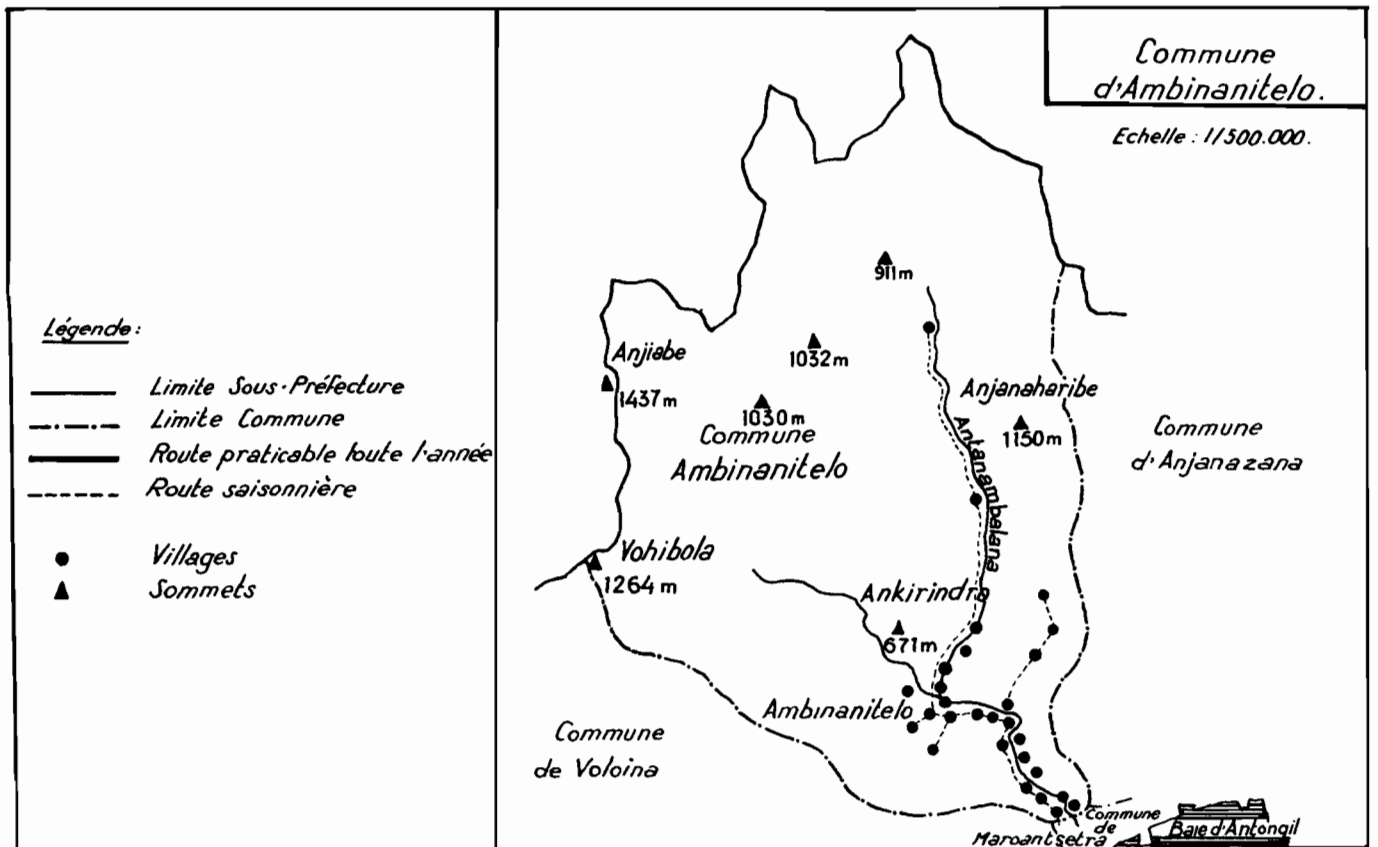 Commune
d'Ambinanitelo.
Echelle : 1/500.000.
Légende :
Limite Sous-Préfecture
Limite Commune
Route praticable toute l'année
Route saisonnière
Villages
Sommets
911m
1032m
Anjiabe
1437m
1030m
Commune
Ambinanitelo
Anjanaharibe
1150m
Antanambalana
Commune
d'Anjanazana
Vohibola
1264 m
Ankirindro
671m
Ambinanitelo
Commune
de Voloina
Commune
de
Maroantsetra
Baie d'Antongil